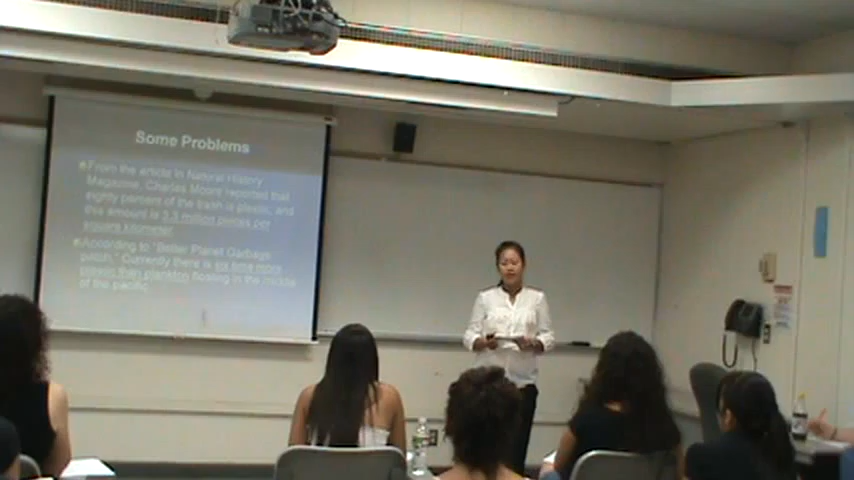 Some Problems
From the article in Natural History
Magazine, Charles Moore reported that
eighty percent of the trash is plastic, and
this amount is 3.3 million pieces per
square kilometer
According to "Better Planet Garbage
patch," Currently there is six time more
plastic than plankton floating in the middle
of the pacific